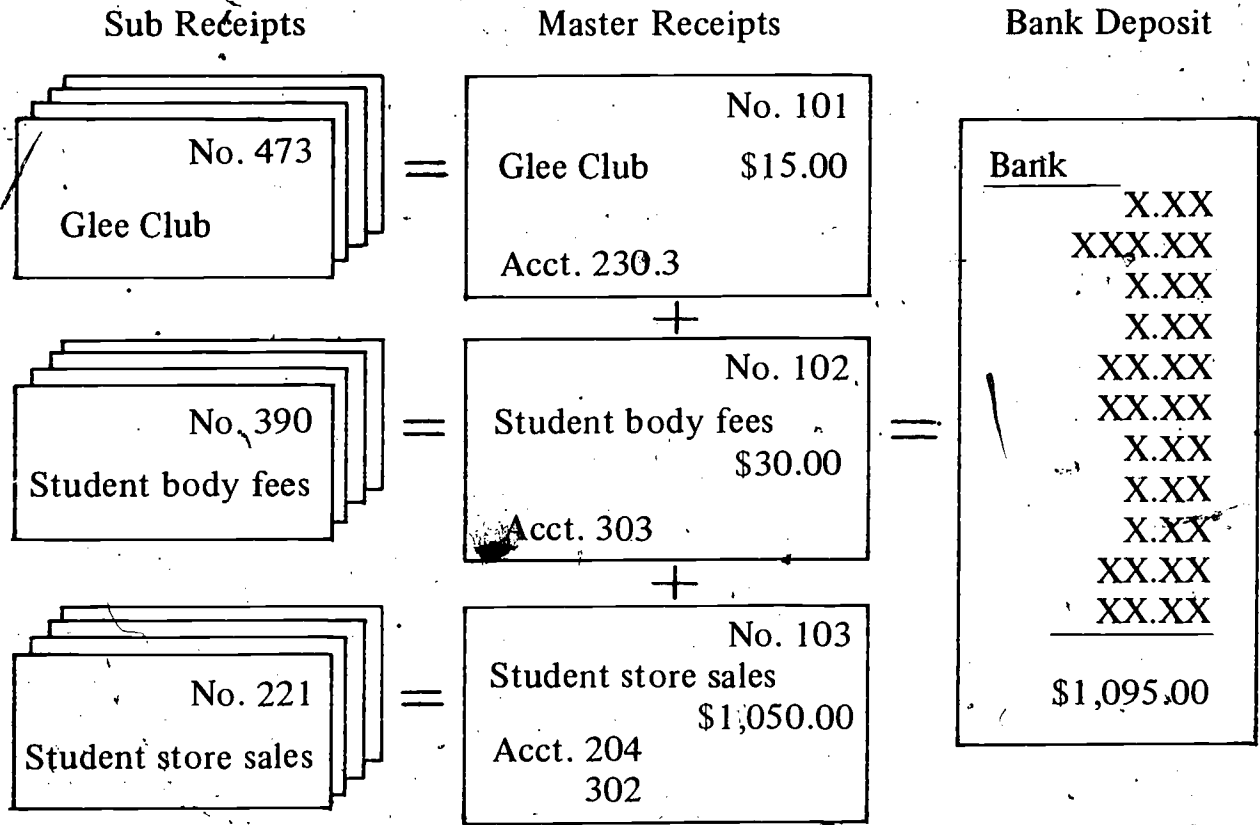 Sub Receipts
Master Receipts
Bank Deposit
No. 473
Glee Club
=
No. 101
Glee Club $15.00
Acct. 230.3
+
No. 390
Student body fees
=
No. 102
Student body fees
$30.00
Acct. 303
+
No. 221
Student store sales
=
No. 103
Student store sales
$1,050.00
Acct. 204
302
=
Bank
X.XX
XXX.XX
X.XX
X.XX
XX.XX
XX.XX
X.XX
X.XX
X.XX
XX.XX
XX.XX
$1,095.00